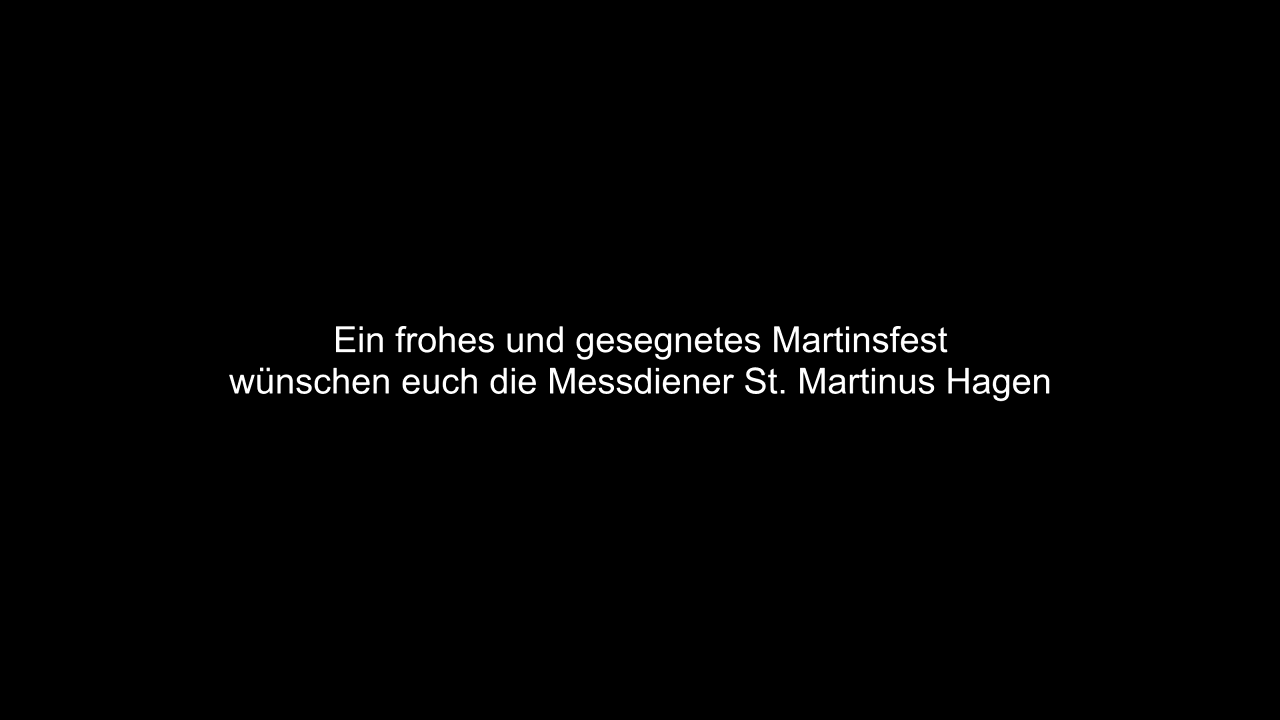 Ein frohes und gesegnetes Martinsfest
wünschen euch die Messdiener St. Martinus Hagen